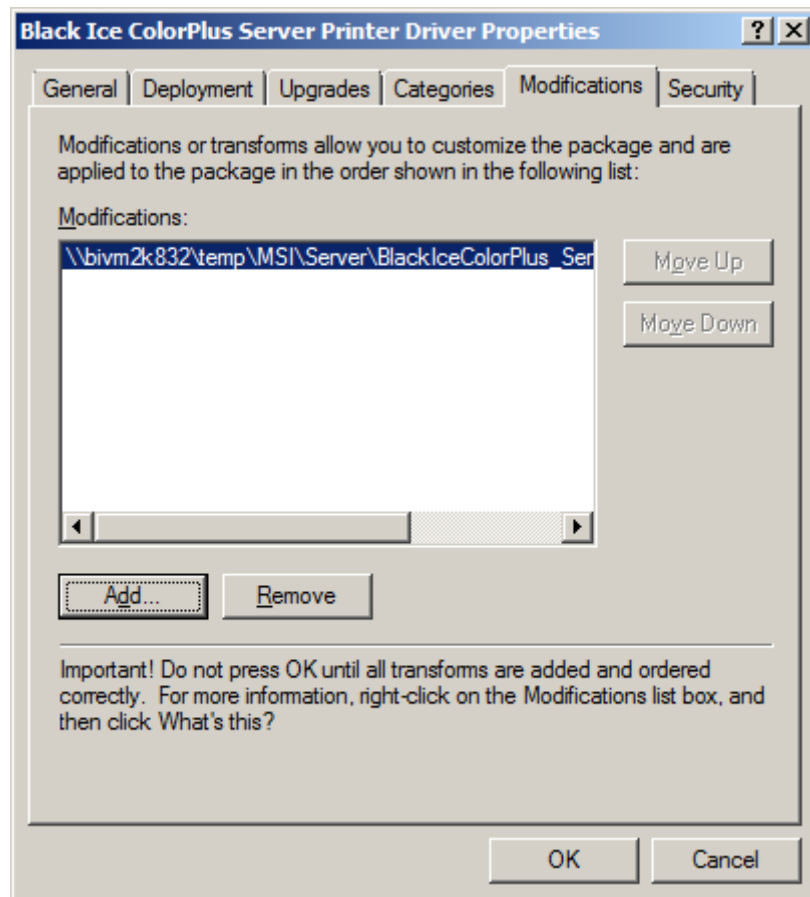 Black Ice ColorPlus Server Printer Driver Properties
General Deployment Upgrades Categories Modifications Security
Modifications or transforms allow you to customize the package and are
applied to the package in the order shown in the following list:
Modifications:
\\bivm2k832\temp\MSI\Server\BlackIceColorPlus_Ser
Move Up
Move Down
Add... Remove
Important! Do not press OK until all transforms are added and ordered
correctly. For more information, right-click on the Modifications list box, and
then click What's this?
OK Cancel